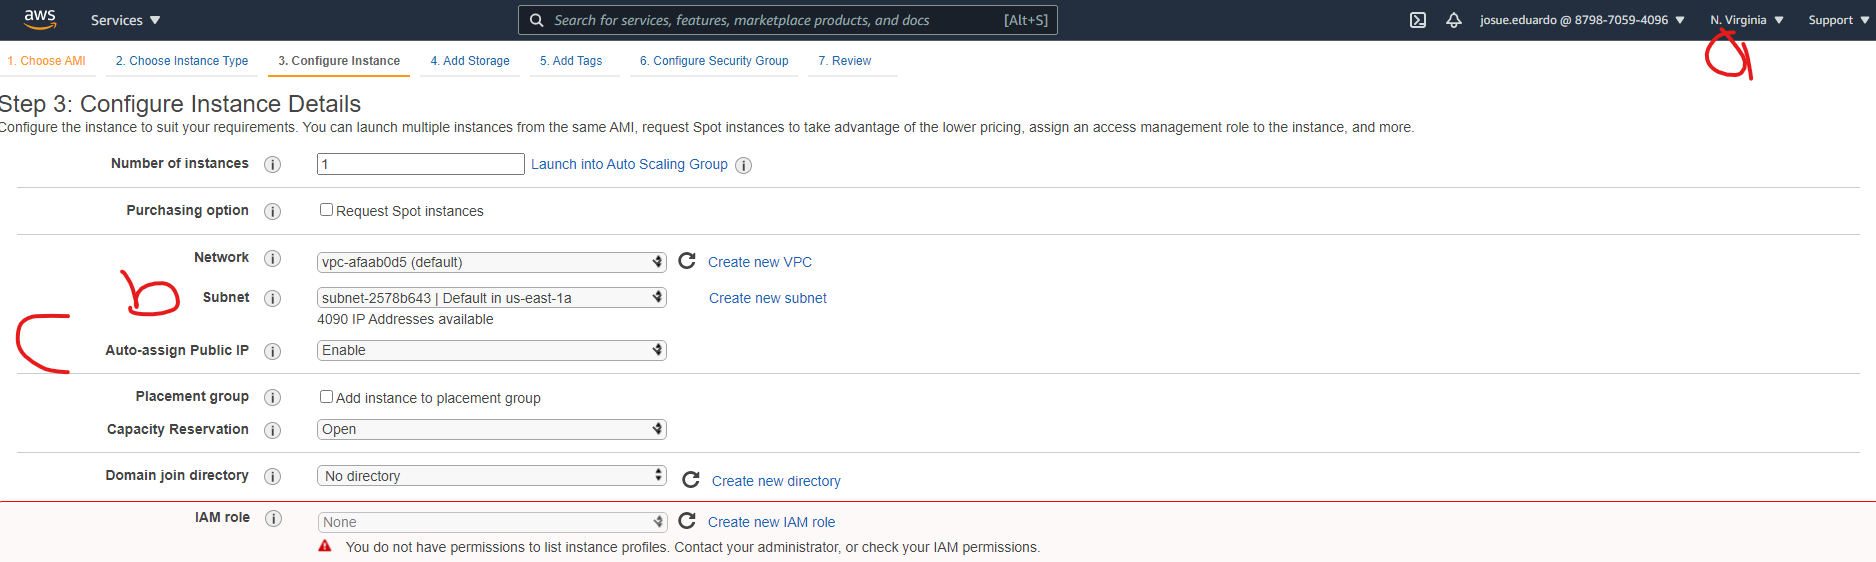 aws Services Search for services, features, marketplace products, and docs [Alt+S] josue.eduardo @ 8798-7059-4096 N. Virginia Support
a
1. Choose AMI 2. Choose Instance Type 3. Configure Instance 4. Add Storage 5. Add Tags 6. Configure Security Group 7. Review
Step 3: Configure Instance Details
Configure the instance to suit your requirements. You can launch multiple instances from the same AMI, request Spot instances to take advantage of the lower pricing, assign an access management role to the instance, and more.
Number of instances i 1 Launch into Auto Scaling Group i
Purchasing option i Request Spot instances
Network i vpc-afaab0d5 (default) Create new VPC
b
Subnet i subnet-2578b643 | Default in us-east-1a Create new subnet
4090 IP Addresses available
c
Auto-assign Public IP i Enable
Placement group i Add instance to placement group
Capacity Reservation i Open
Domain join directory i No directory Create new directory
IAM role i None Create new IAM role
You do not have permissions to list instance profiles. Contact your administrator, or check your IAM permissions.